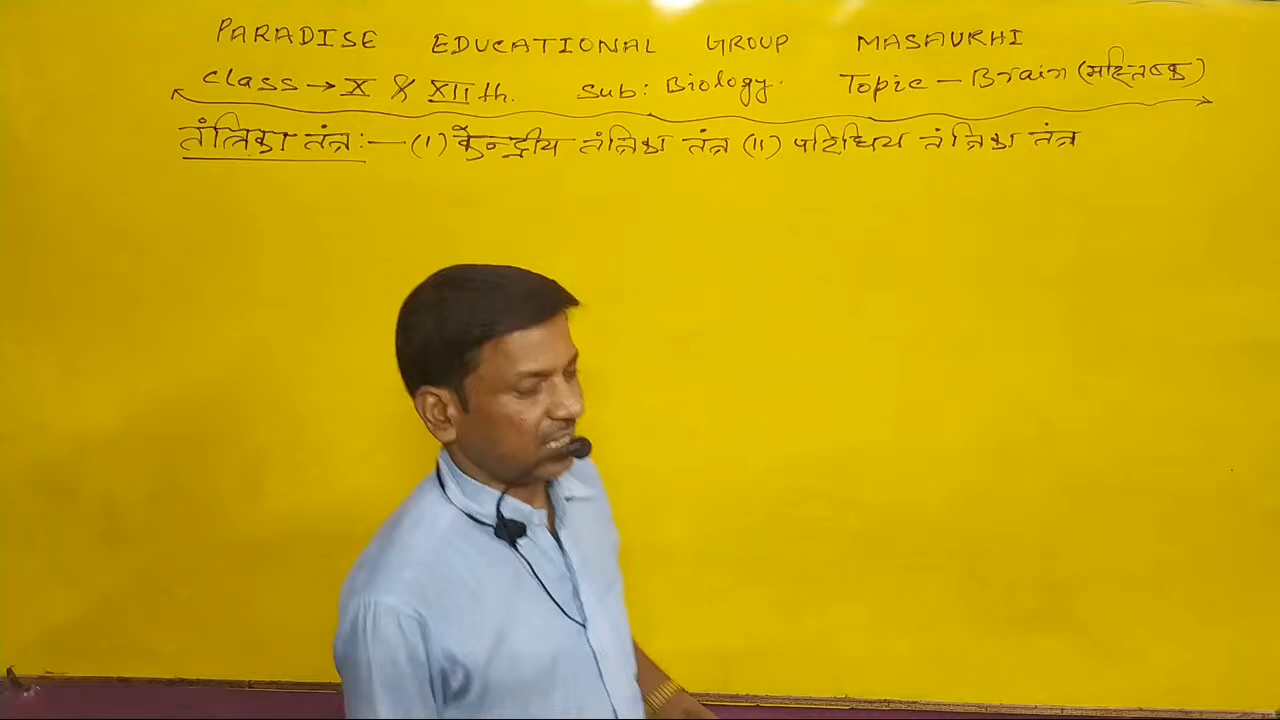 PARADISE EDUCATIONAL GROUP MASAURHI
Class → X & XIIth. Sub: Biology. Topic - Brain (मस्तिष्क)
तंत्रिका तंत्र:- (I) केन्द्रीय तंत्रिका तंत्र (II) परिधिय तंत्रिका तंत्र